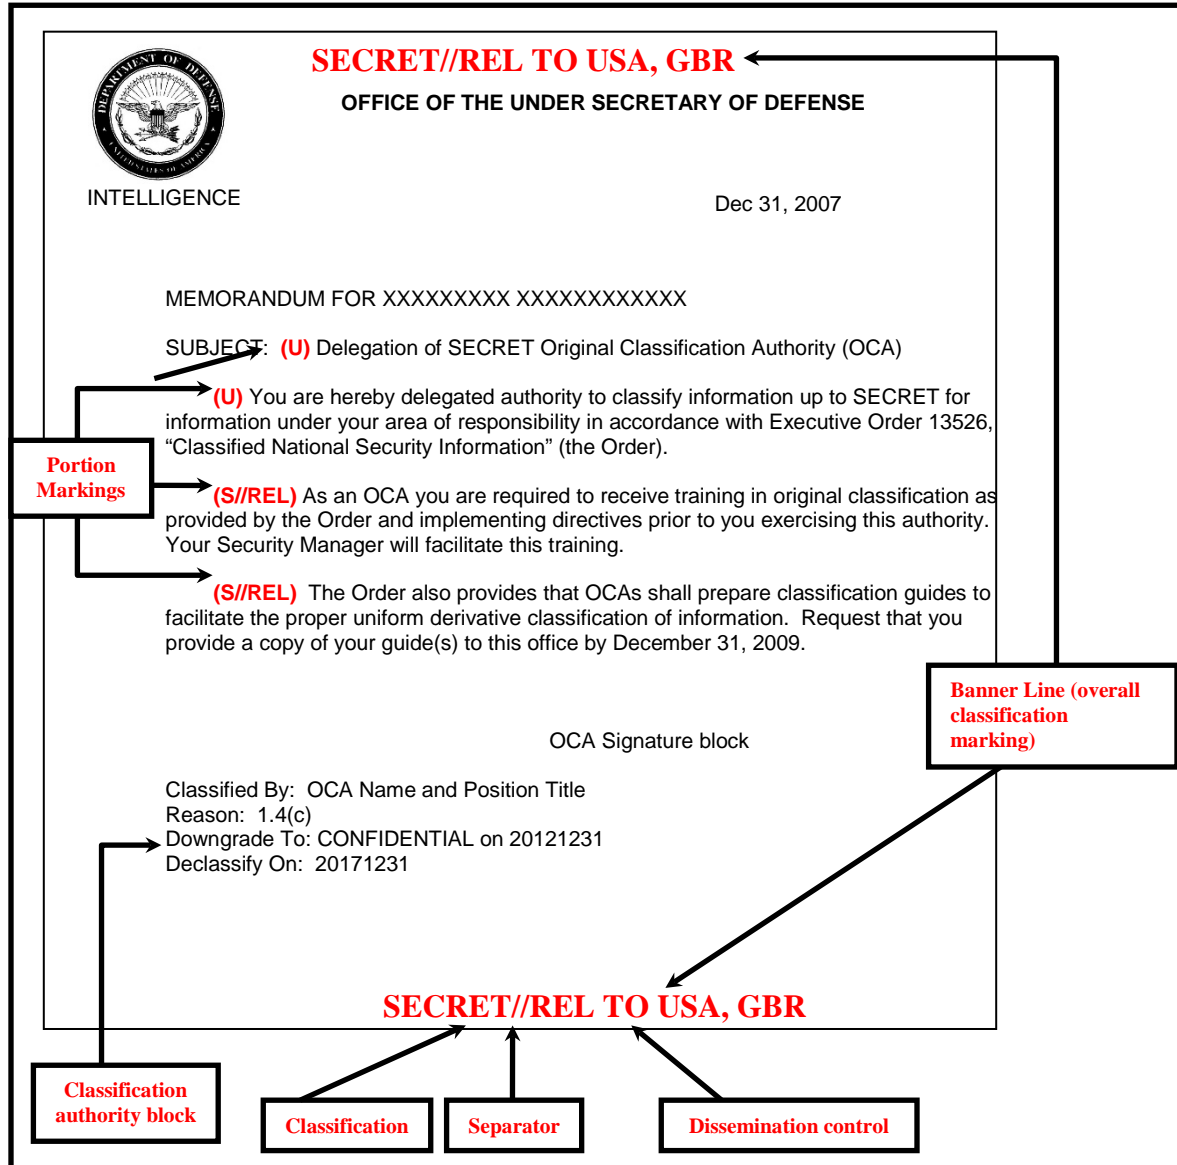 SECRET//REL TO USA, GBR
DEPARTMENT OF DEFENSE
UNITED STATES OF AMERICA
OFFICE OF THE UNDER SECRETARY OF DEFENSE
INTELLIGENCE
Dec 31, 2007
MEMORANDUM FOR XXXXXXXXX XXXXXXXXXXXX
SUBJECT: (U) Delegation of SECRET Original Classification Authority (OCA)
(U) You are hereby delegated authority to classify information up to SECRET for
information under your area of responsibility in accordance with Executive Order 13526,
“Classified National Security Information” (the Order).
Portion
Markings
(S//REL) As an OCA you are required to receive training in original classification as
provided by the Order and implementing directives prior to you exercising this authority.
Your Security Manager will facilitate this training.
(S//REL) The Order also provides that OCAs shall prepare classification guides to
facilitate the proper uniform derivative classification of information. Request that you
provide a copy of your guide(s) to this office by December 31, 2009.
Banner Line (overall
classification
marking)
OCA Signature block
Classified By: OCA Name and Position Title
Reason: 1.4(c)
Downgrade To: CONFIDENTIAL on 20121231
Declassify On: 20171231
SECRET//REL TO USA, GBR
Classification
authority block
Classification
Separator
Dissemination control